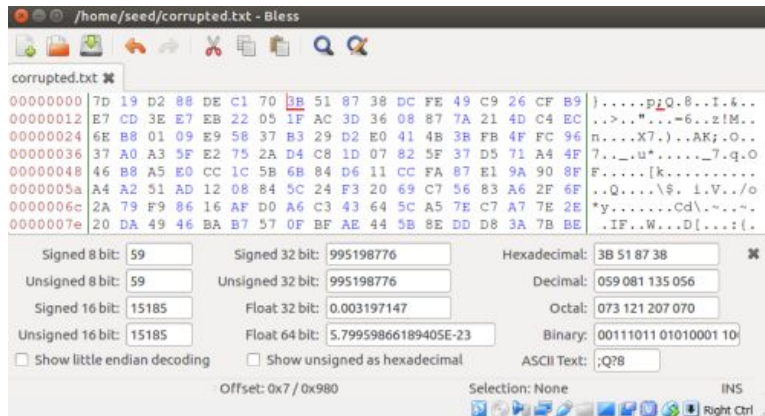 /home/seed/corrupted.txt - Bless
corrupted.txt
00000000 7D 19 D2 88 DE C1 70 3B 51 87 38 DC FE 49 C9 26 CF B9 }.....p;Q.8..I.&..
00000012 E7 CD 3E E7 EB 22 05 1F AC 3D 36 08 87 7A 21 4D C4 EC ..>.."...=6..z!M..
00000024 6E B8 01 09 E9 58 37 B3 29 D2 E0 41 4B 3B FB 4F FC 96 n....X7.)..AK;.O..
00000036 37 A0 A3 5F E2 75 2A D4 C8 1D 07 82 5F 37 D5 71 A4 4F 7.._.u*....._7.q.O
00000048 46 B8 A5 E0 CC 1C 5B 6B 84 D6 11 CC FA 87 E1 9A 90 8F F.....[k..........
0000005a A4 A2 51 AD 12 08 84 5C 24 F3 20 69 C7 56 83 A6 2F 6F ..Q....\$. i.V../o
0000006c 2A 79 F9 86 16 AF D0 A6 C3 43 64 5C A5 7E C7 A7 7E 2E *y.......Cd\.~..~.
0000007e 20 DA 49 46 BA B7 57 0F BF AE 44 5B 8E DD D8 3A 7B BE .IF..W...D[...:{.
Signed 8 bit: 59 Signed 32 bit: 995198776 Hexadecimal: 3B 51 87 38
Unsigned 8 bit: 59 Unsigned 32 bit: 995198776 Decimal: 059 081 135 056
Signed 16 bit: 15185 Float 32 bit: 0.003197147 Octal: 073 121 207 070
Unsigned 16 bit: 15185 Float 64 bit: 5.79959866189405E-23 Binary: 00111011 01010001 10
Show little endian decoding Show unsigned as hexadecimal ASCII Text: ;Q?8
Offset: 0x7 / 0x980 Selection: None INS
Right Ctrl